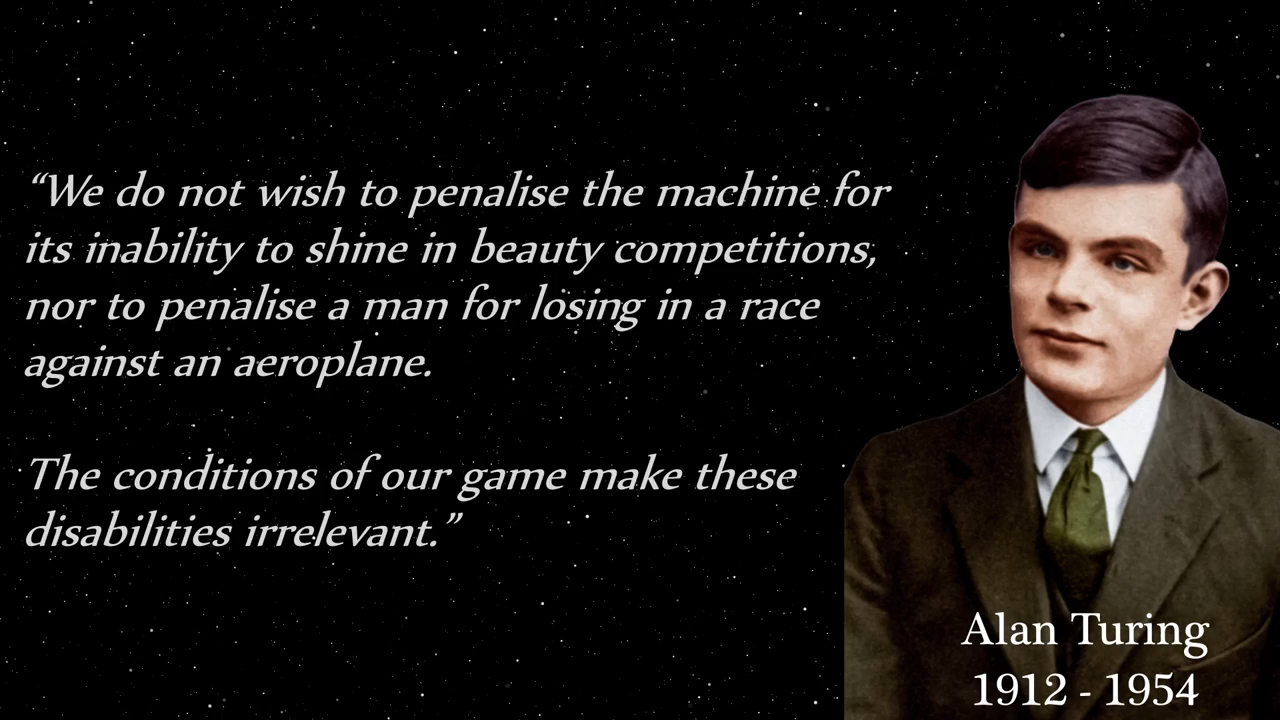 “We do not wish to penalise the machine for
its inability to shine in beauty competitions,
nor to penalise a man for losing in a race
against an aeroplane.
The conditions of our game make these
disabilities irrelevant.”
Alan Turing
1912 - 1954